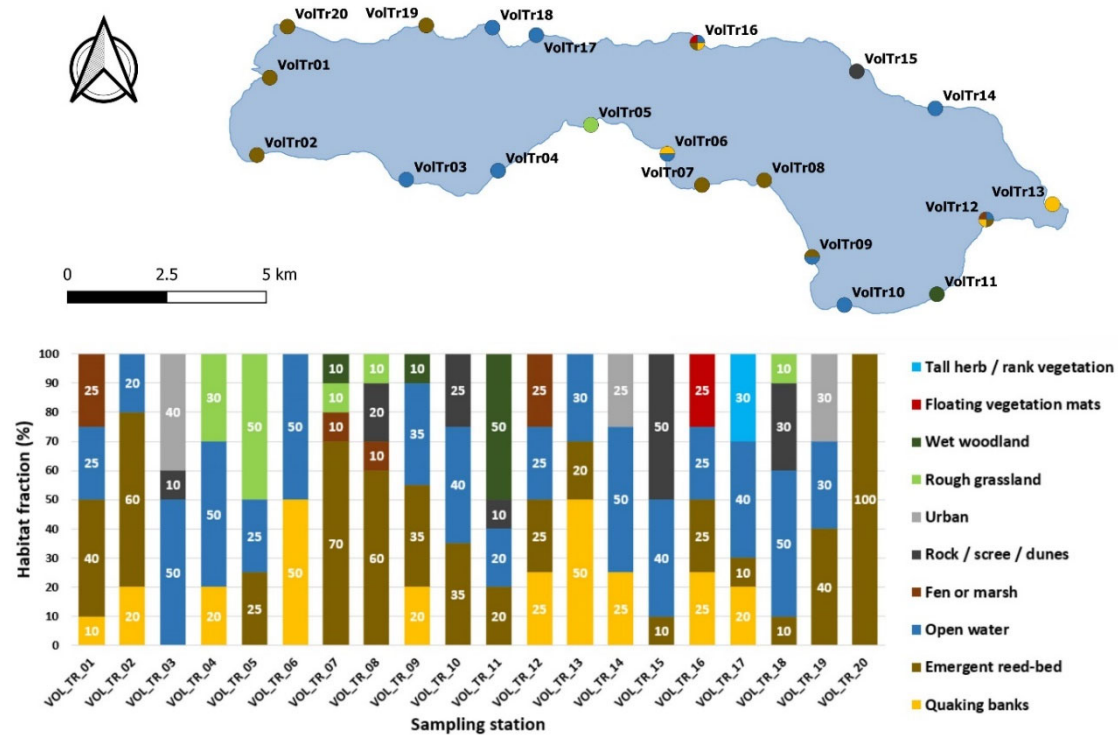 VolTr20
VolTr19
VolTr18
VolTr17
VolTr16
VolTr15
VolTr14
VolTr01
VolTr02
VolTr03
VolTr04
VolTr05
VolTr06
VolTr07
VolTr08
VolTr13
VolTr12
VolTr09
VolTr10
VolTr11
0 2.5 5 km
Habitat fraction (%)
100
90
80
70
60
50
40
30
20
10
0
10 40 25 25
20 60 20
50 10 40
20 50 30
25 25 50
50 50
70 10 10 10
60 10 20 10
20 35 35 10
35 40 25
20 20 10 50
25 25 25 25
50 20 30
25 50 25
10 40 50
25 25 25 25
20 10 40 30
10 50 30 10
40 30 30
100
VOL_TR_01
VOL_TR_02
VOL_TR_03
VOL_TR_04
VOL_TR_05
VOL_TR_06
VOL_TR_07
VOL_TR_08
VOL_TR_09
VOL_TR_10
VOL_TR_11
VOL_TR_12
VOL_TR_13
VOL_TR_14
VOL_TR_15
VOL_TR_16
VOL_TR_17
VOL_TR_18
VOL_TR_19
VOL_TR_20
Sampling station
Tall herb / rank vegetation
Floating vegetation mats
Wet woodland
Rough grassland
Urban
Rock / scree / dunes
Fen or marsh
Open water
Emergent reed-bed
Quaking banks